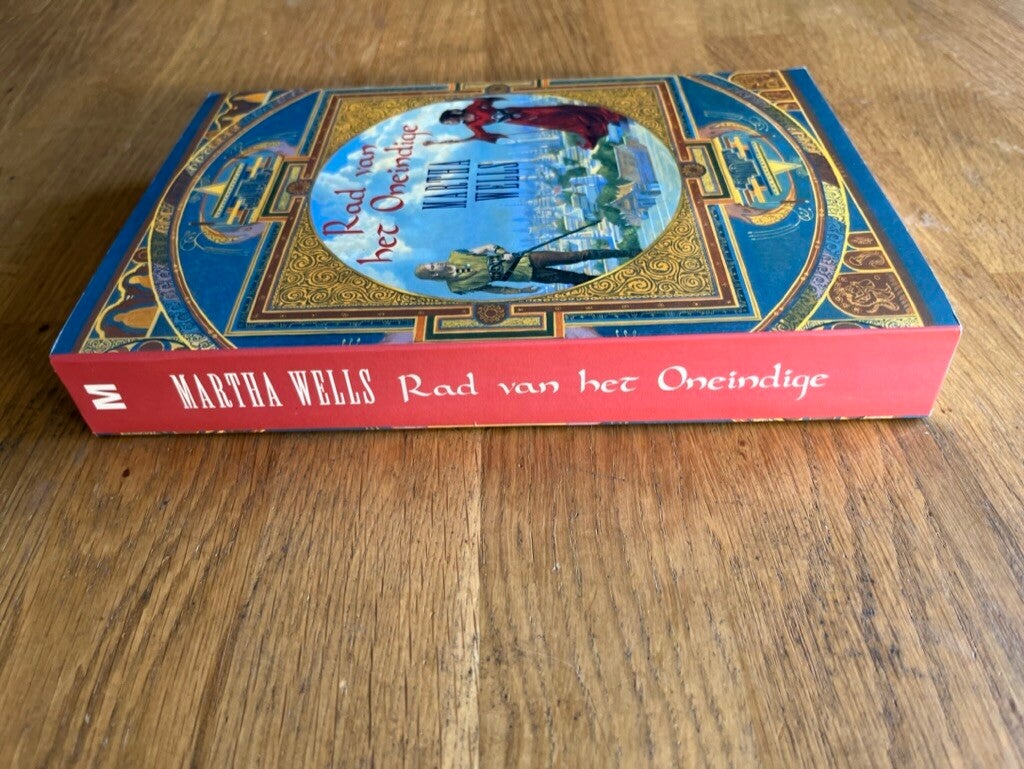 Rad van
het Oneindige
MARTHA
WELLS
M
MARTHA WELLS Rad van het Oneindige